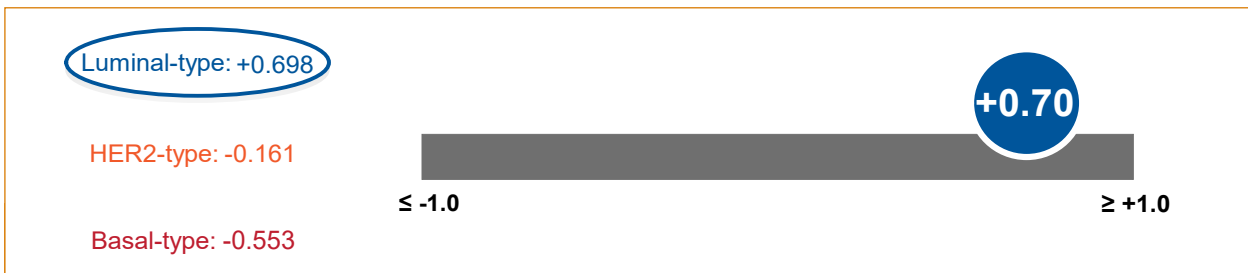 Luminal-type: +0.698
+0.70
HER2-type: -0.161
≤ -1.0
≥ +1.0
Basal-type: -0.553